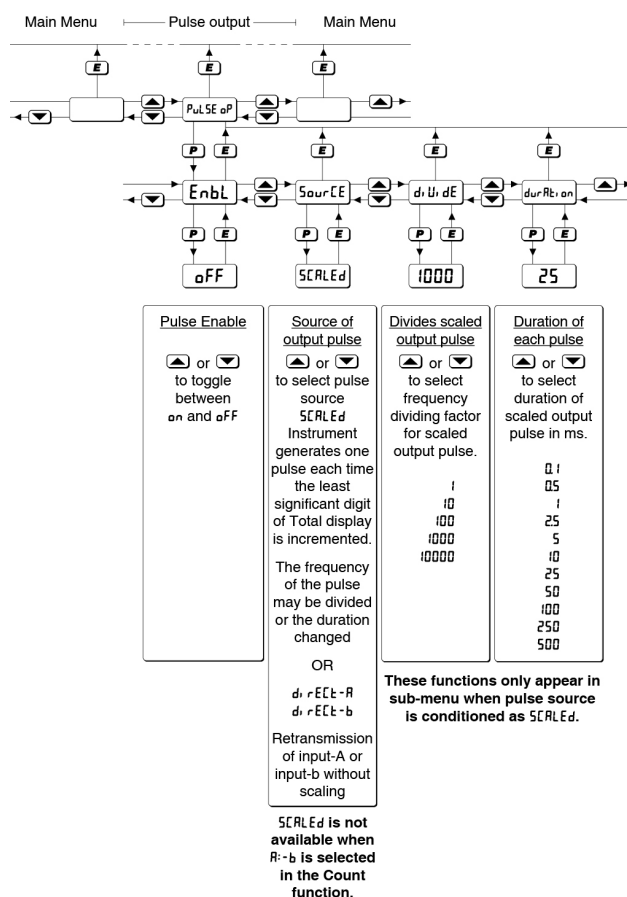 Main Menu Pulse output Main Menu
E E E
PuLSE oP
P E E E E
EnbL SourCE diUidE durAtion
P E P E P E P E
oFF SCALEd 1000 25
Pulse Enable
or
to toggle
between
on and oFF
Source of
output pulse
or
to select pulse
source
SCALEd
Instrument
generates one
pulse each time
the least
significant digit
of Total display
is incremented.
The frequency
of the pulse
may be divided
or the duration
changed
OR
dirECt-A
dirECt-b
Retransmission
of input-A or
input-b without
scaling
SCALEd is not
available when
A:-b is selected
in the Count
function.
Divides scaled
output pulse
or
to select
frequency
dividing factor
for scaled
output pulse.
1
10
100
1000
10000
Duration of
each pulse
or
to select
duration of
scaled output
pulse in ms.
0.1
0.5
1
2.5
5
10
25
50
100
250
500
These functions only appear in
sub-menu when pulse source
is conditioned as SCALEd.